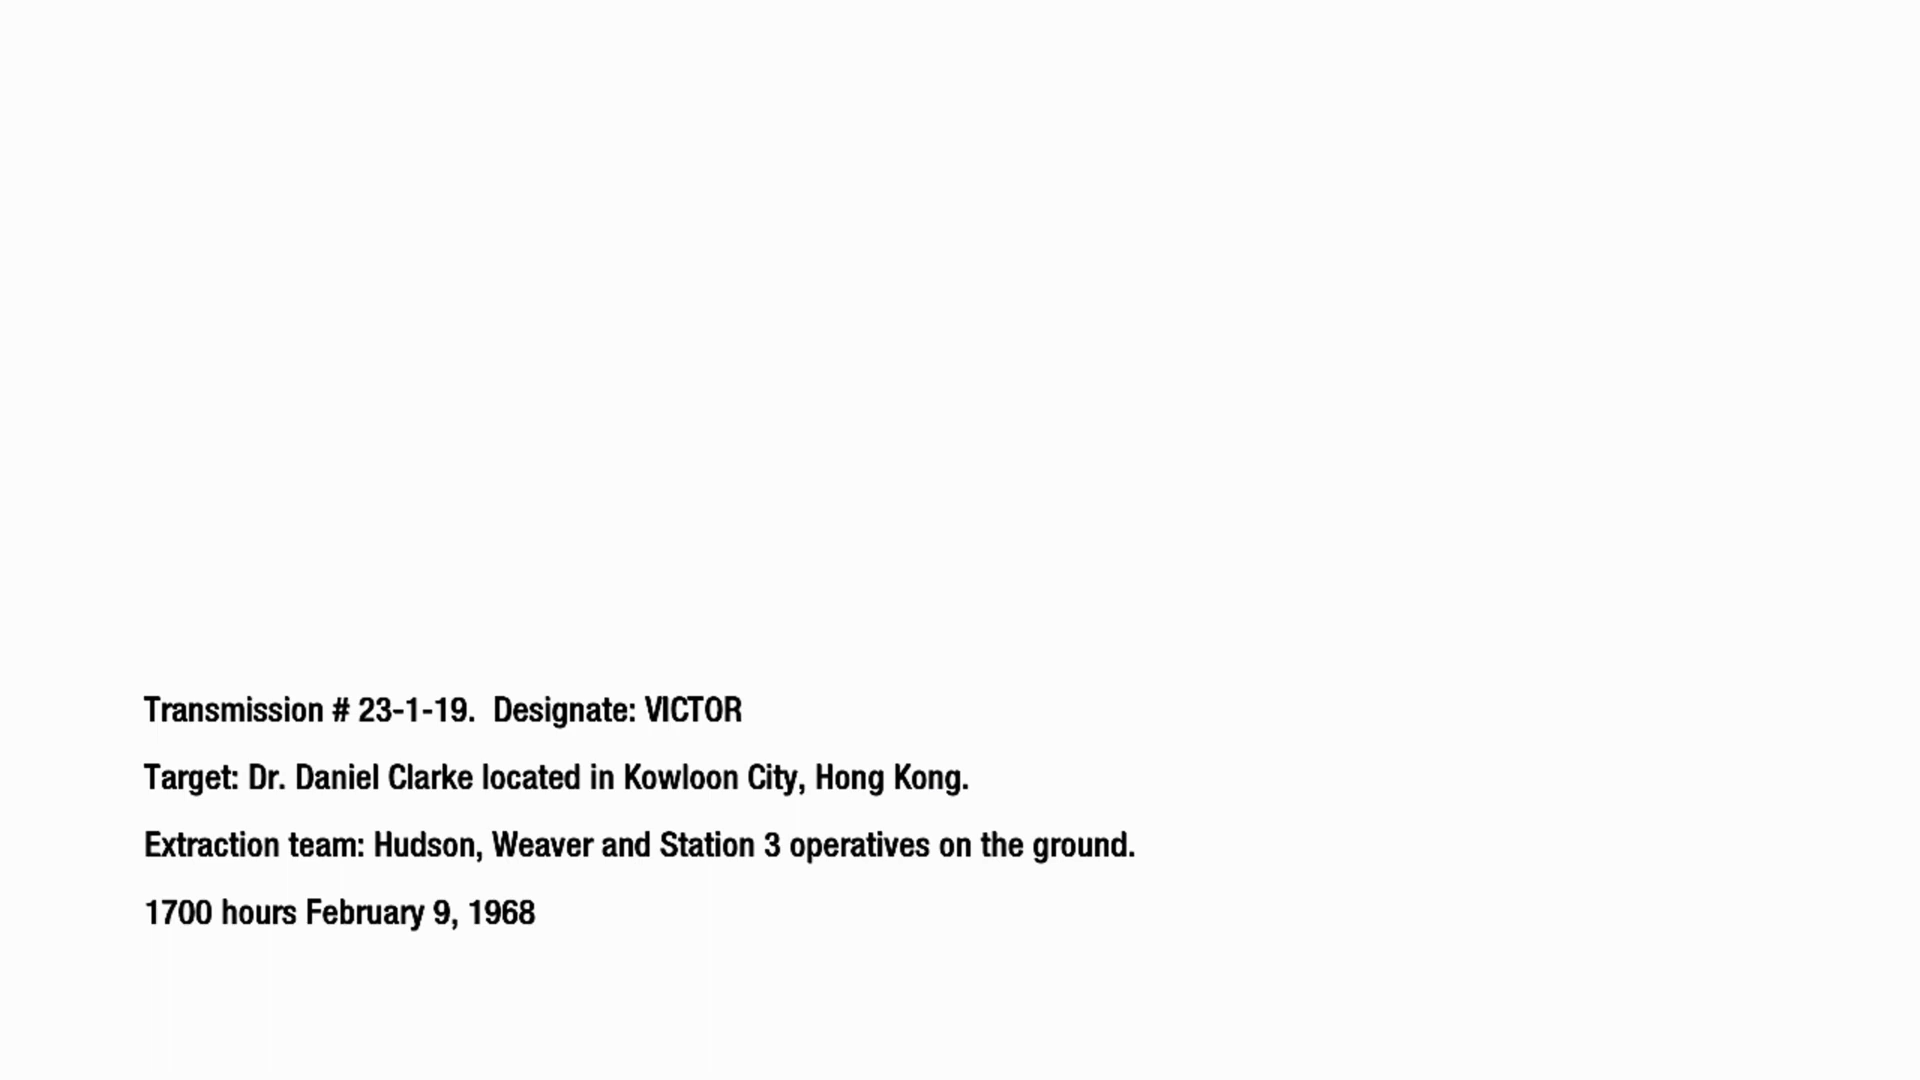 Transmission # 23-1-19.  Designate: VICTOR
Target: Dr. Daniel Clarke located in Kowloon City, Hong Kong.
Extraction team: Hudson, Weaver and Station 3 operatives on the ground.
1700 hours February 9, 1968